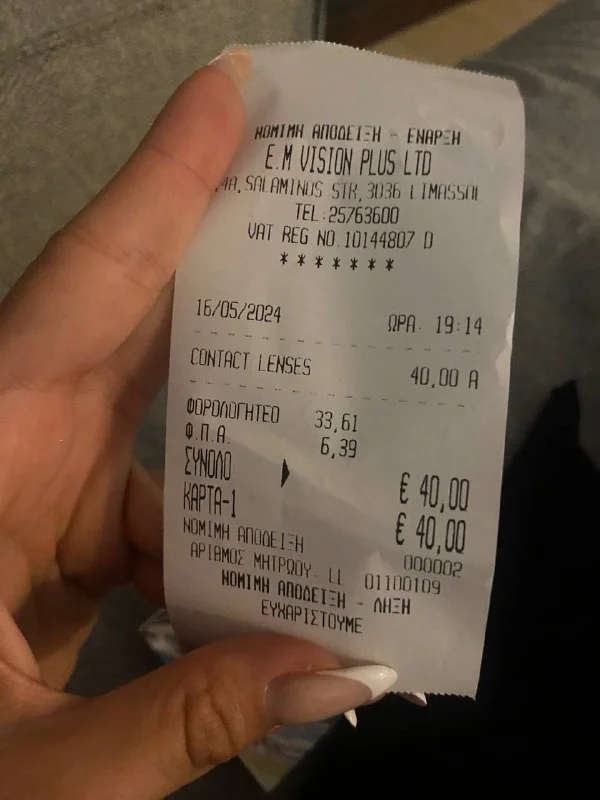 ΝΟΜΙΜΗ ΑΠΟΔΕΙΞΗ - ΕΝΑΡΞΗ
E.M VISION PLUS LTD
4A, SALAMINOS STR, 3036 LIMASSOL
TEL:25763600
VAT REG NO.10144807 D
* * * * * * *
16/05/2024 ΩΡΑ. 19:14
CONTACT LENSES 40,00 A
ΦΟΡΟΛΟΓΗΤΕΟ 33,61
Φ.Π.Α. 6,39
ΣΥΝΟΛΟ € 40,00
ΚΑΡΤΑ-1 € 40,00
ΝΟΜΙΜΗ ΑΠΟΔΕΙΞΗ 000002
ΑΡΙΘΜΟΣ ΜΗΤΡΩΟΥ. LL 01100109
ΝΟΜΙΜΗ ΑΠΟΔΕΙΞΗ - ΛΗΞΗ
ΕΥΧΑΡΙΣΤΟΥΜΕ